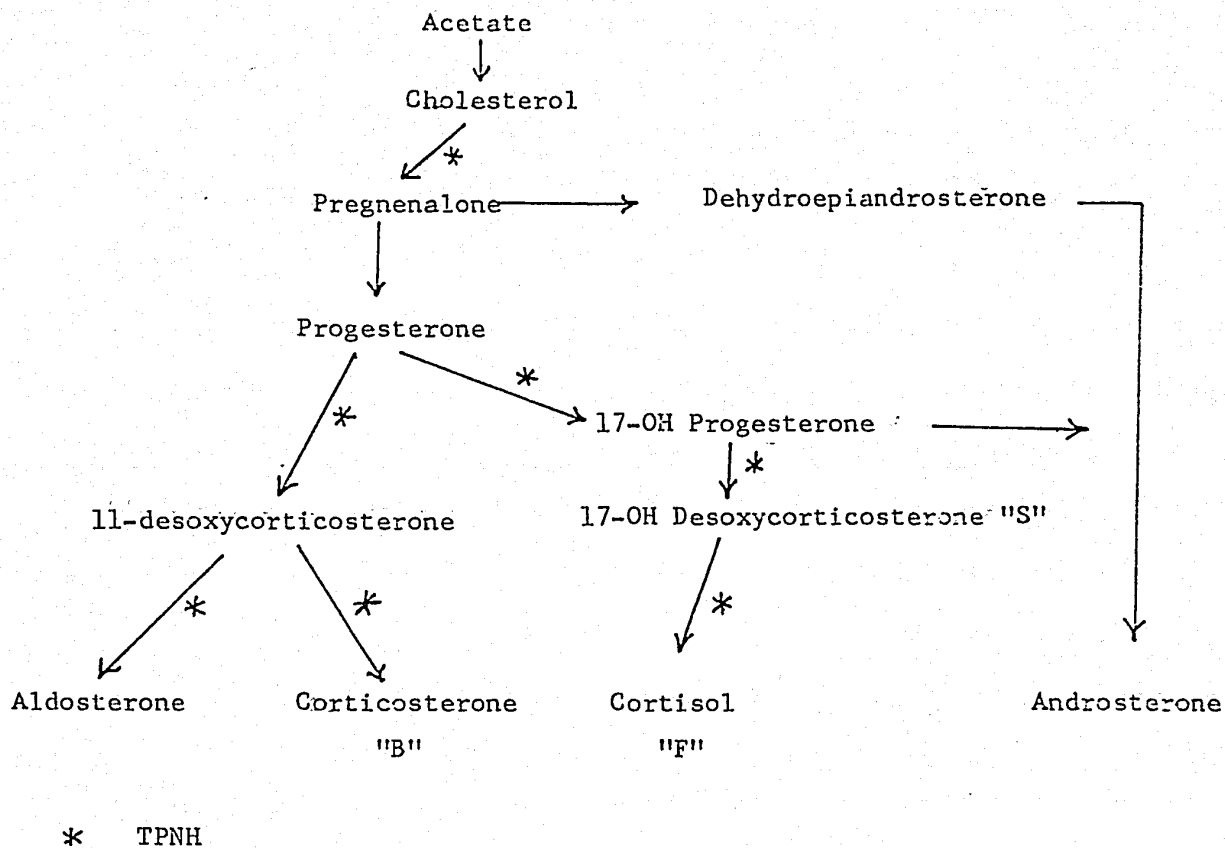 Acetate
Cholesterol
*
Pregnenalone
Dehydroepiandrosterone
Progesterone
*
*
17-OH Progesterone
*
11-desoxycorticosterone
17-OH Desoxycorticosterone "S"
*
*
*
Aldosterone
Corticosterone
"B"
Cortisol
"F"
Androsterone
* TPNH